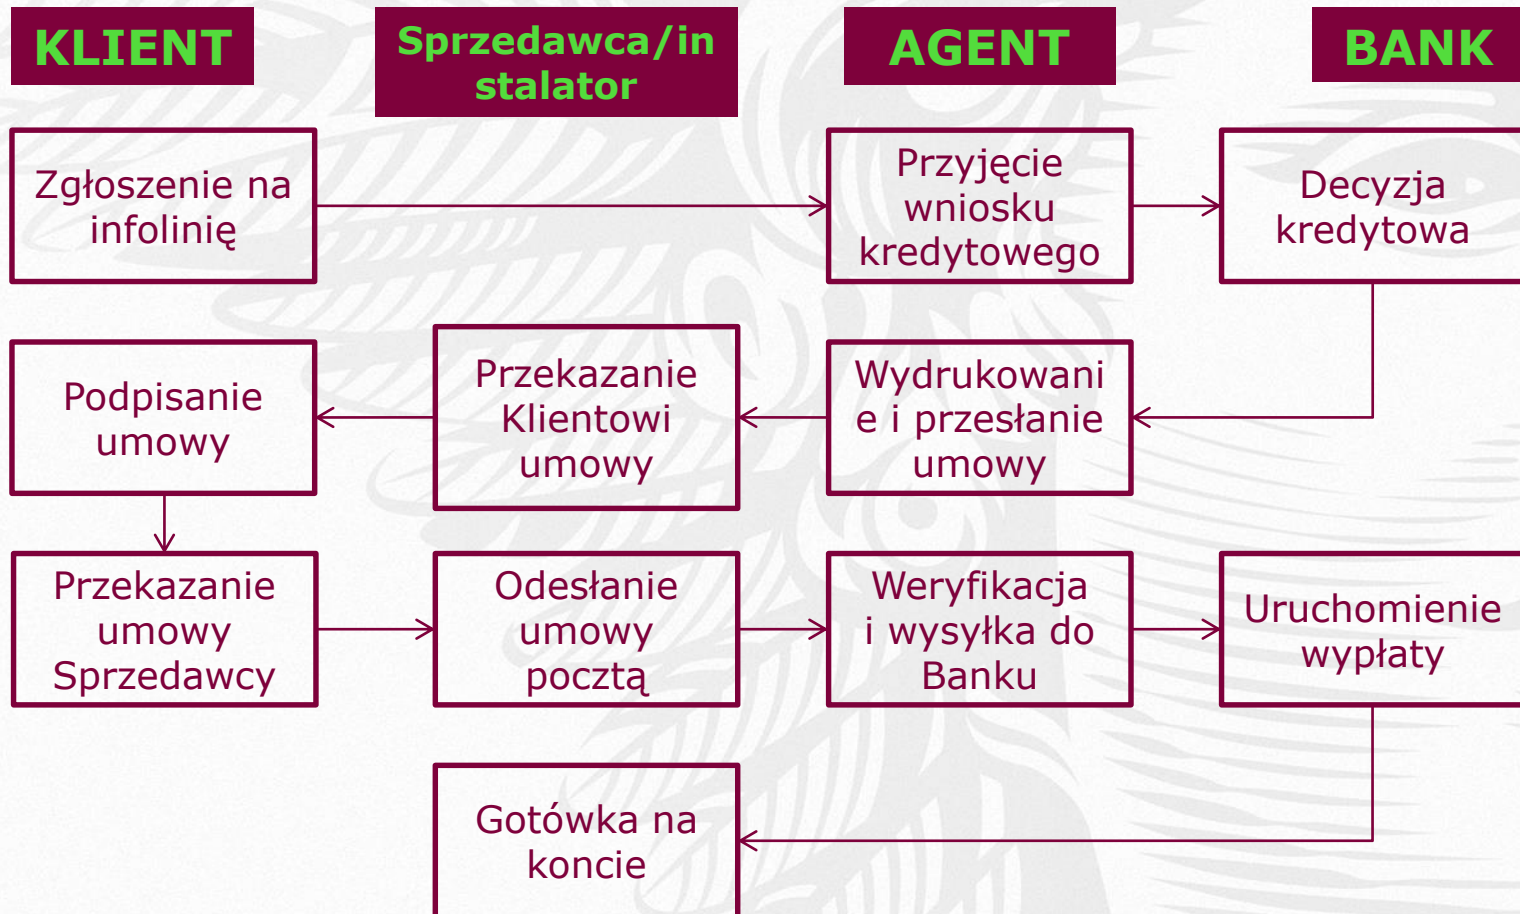 KLIENT
Sprzedawca/in
stalator
AGENT
BANK
Zgłoszenie na
infolinię
Przyjęcie
wniosku
kredytowego
Decyzja
kredytowa
Podpisanie
umowy
Przekazanie
Klientowi
umowy
Wydrukowani
e i przesłanie
umowy
Przekazanie
umowy
Sprzedawcy
Odesłanie
umowy
pocztą
Weryfikacja
i wysyłka do
Banku
Uruchomienie
wypłaty
Gotówka na
koncie